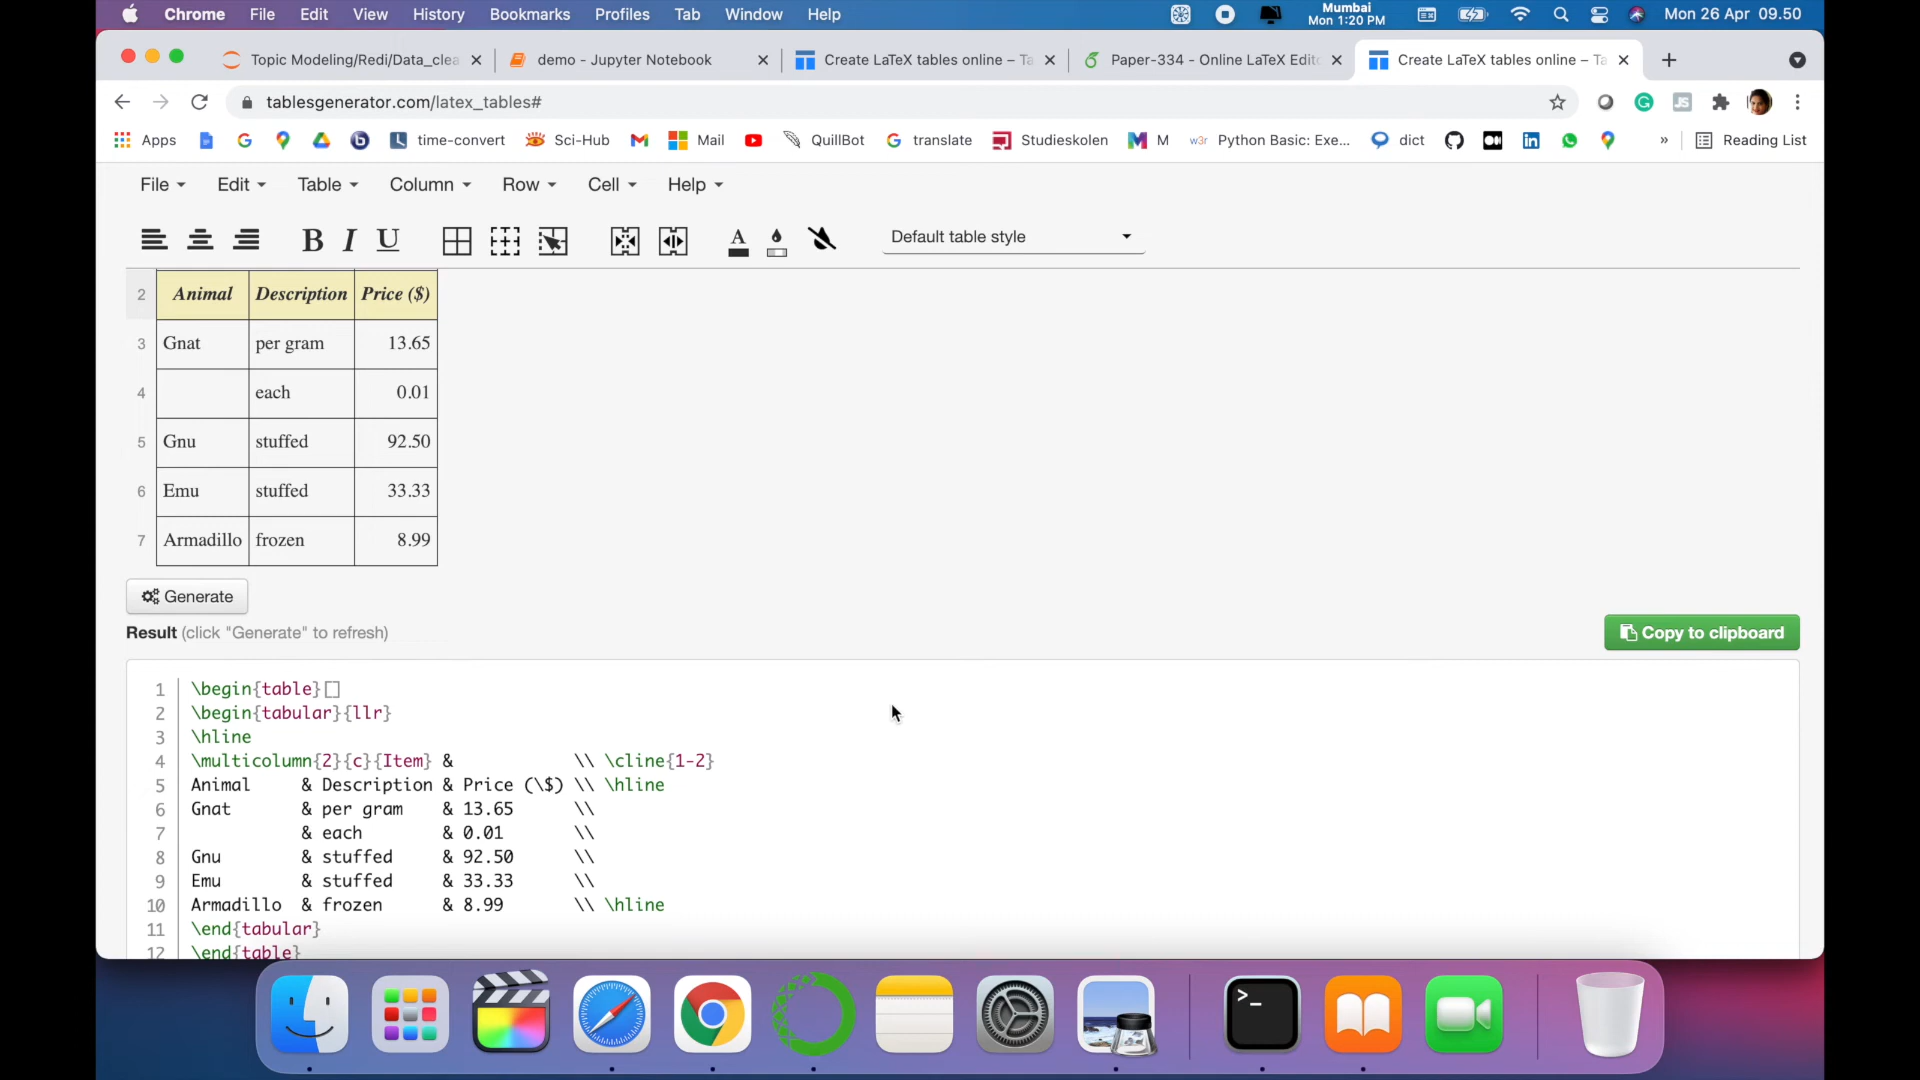 Chrome File Edit View History Bookmarks Profiles Tab Window Help Mumbai Mon 1:20 PM Mon 26 Apr 09.50
Topic Modeling/Redi/Data_clea demo - Jupyter Notebook Create LaTeX tables online – Ta Paper-334 - Online LaTeX Edit Create LaTeX tables online – Ta
tablesgenerator.com/latex_tables#
Apps time-convert Sci-Hub Mail QuillBot translate Studieskolen M Python Basic: Exe... dict » Reading List
File Edit Table Column Row Cell Help
B I U A Default table style
2 Animal Description Price ($)
3 Gnat per gram 13.65
4 each 0.01
5 Gnu stuffed 92.50
6 Emu stuffed 33.33
7 Armadillo frozen 8.99
Generate
Result (click "Generate" to refresh) Copy to clipboard
1 \begin{table}[]
2 \begin{tabular}{llr}
3 \hline
4 \multicolumn{2}{c}{Item} & \\ \cline{1-2}
5 Animal & Description & Price (\$) \\ \hline
6 Gnat & per gram & 13.65 \\
7 & each & 0.01 \\
8 Gnu & stuffed & 92.50 \\
9 Emu & stuffed & 33.33 \\
10 Armadillo & frozen & 8.99 \\ \hline
11 \end{tabular}
12 \end{table}